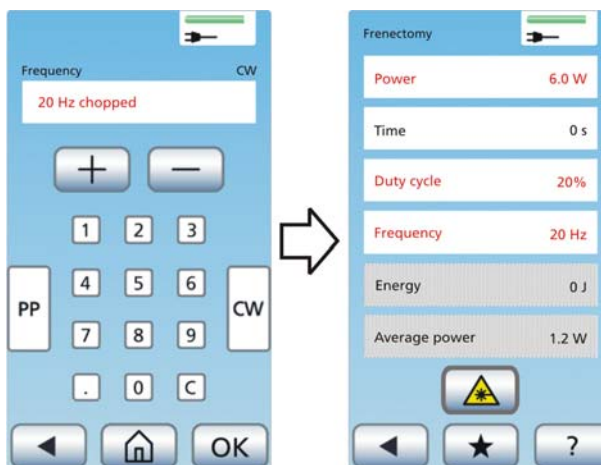 Frequency CW
20 Hz chopped
+ −
1 2 3
4 5 6
PP CW
7 8 9
. 0 C
OK
Frenectomy
Power 6.0 W
Time 0 s
Duty cycle 20%
Frequency 20 Hz
Energy 0 J
Average power 1.2 W
?